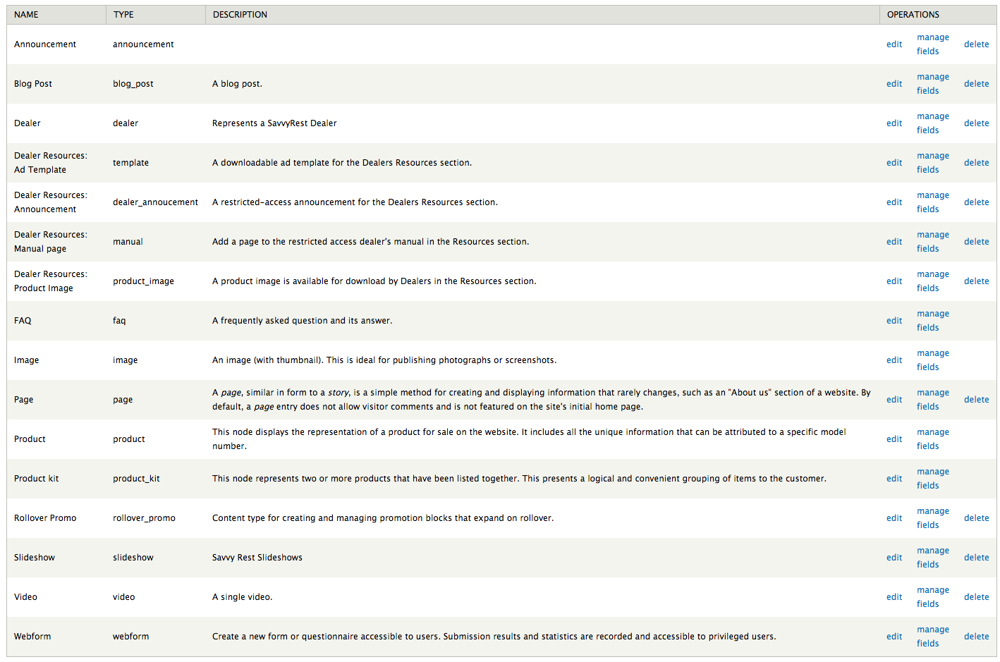 NAME TYPE DESCRIPTION OPERATIONS
Announcement announcement edit manage fields delete
Blog Post blog_post A blog post. edit manage fields delete
Dealer dealer Represents a SavvyRest Dealer edit manage fields delete
Dealer Resources: Ad Template template A downloadable ad template for the Dealers Resources section. edit manage fields delete
Dealer Resources: Announcement dealer_annoucement A restricted-access announcement for the Dealers Resources section. edit manage fields delete
Dealer Resources: Manual page manual Add a page to the restricted access dealer's manual in the Resources section. edit manage fields delete
Dealer Resources: Product Image product_image A product image is available for download by Dealers in the Resources section. edit manage fields delete
FAQ faq A frequently asked question and its answer. edit manage fields
Image image An image (with thumbnail). This is ideal for publishing photographs or screenshots. edit manage fields
Page page A page, similar in form to a story, is a simple method for creating and displaying information that rarely changes, such as an "About us" section of a website. By
default, a page entry does not allow visitor comments and is not featured on the site's initial home page. edit manage fields delete
Product product This node displays the representation of a product for sale on the website. It includes all the unique information that can be attributed to a specific model
number. edit manage fields
Product kit product_kit This node represents two or more products that have been listed together. This presents a logical and convenient grouping of items to the customer. edit manage fields
Rollover Promo rollover_promo Content type for creating and managing promotion blocks that expand on rollover. edit manage fields delete
Slideshow slideshow Savvy Rest Slideshows edit manage fields delete
Video video A single video. edit manage fields delete
Webform webform Create a new form or questionnaire accessible to users. Submission results and statistics are recorded and accessible to privileged users. edit manage fields delete